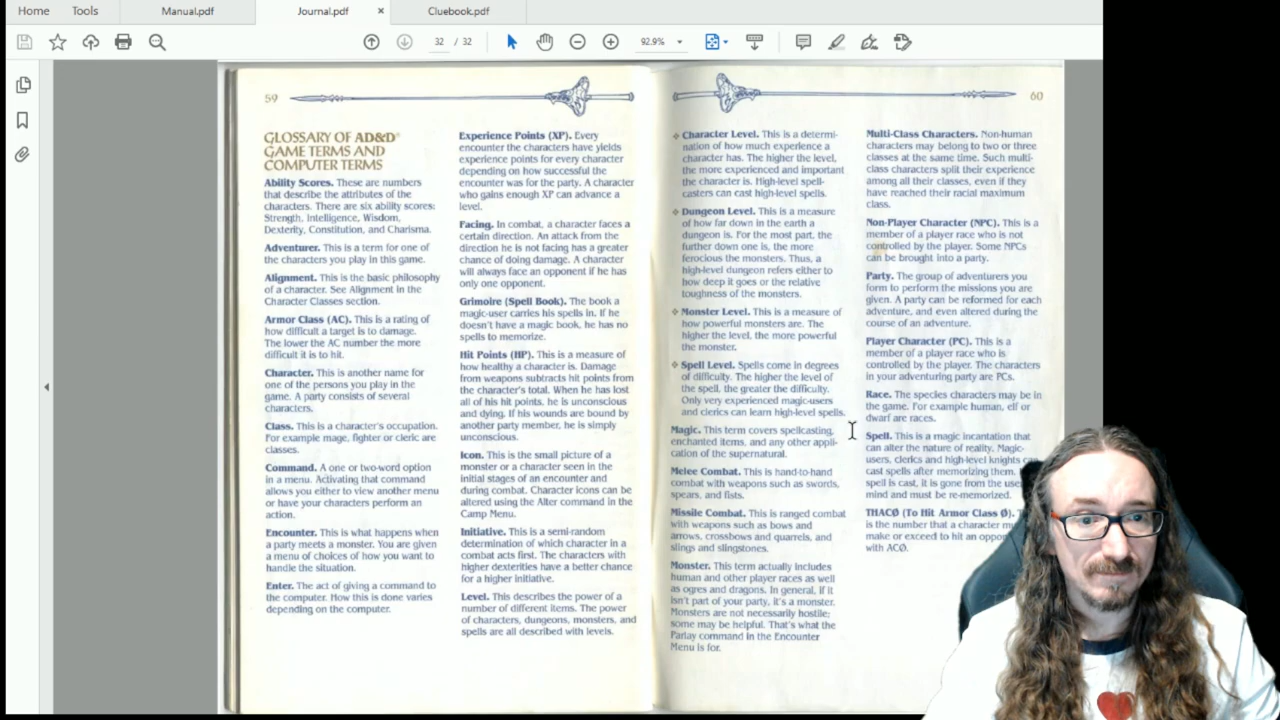 Home
Tools
Manual.pdf
Journal.pdf
×
Cluebook.pdf
32 / 32
92.9%
59
GLOSSARY OF AD&D®
GAME TERMS AND
COMPUTER TERMS
Ability Scores. These are numbers
that describe the attributes of the
characters. There are six ability scores:
Strength, Intelligence, Wisdom,
Dexterity, Constitution, and Charisma.
Adventurer. This is a term for one of
the characters you play in this game.
Alignment. This is the basic philosophy
of a character. See Alignment in the
Character Classes section.
Armor Class (AC). This is a rating of
how difficult a target is to damage.
The lower the AC number the more
difficult it is to hit.
Character. This is another name for
one of the persons you play in the
game. A party consists of several
characters.
Class. This is a character's occupation.
For example mage, fighter or cleric are
classes.
Command. A one or two-word option
in a menu. Activating that command
allows you either to view another menu
or have your characters perform an
action.
Encounter. This is what happens when
a party meets a monster. You are given
a menu of choices of how you want to
handle the situation.
Enter. The act of giving a command to
the computer. How this is done varies
depending on the computer.
Experience Points (XP). Every
encounter the characters have yields
experience points for every character
depending on how successful the
encounter was for the party. A character
who gains enough XP can advance a
level.
Facing. In combat, a character faces a
certain direction. An attack from the
direction he is not facing has a greater
chance of doing damage. A character
will always face an opponent if he has
only one opponent.
Grimoire (Spell Book). The book a
magic-user carries his spells in. If he
doesn't have a magic book, he has no
spells to memorize.
Hit Points (HP). This is a measure of
how healthy a character is. Damage
from weapons subtracts hit points from
the character's total. When he has lost
all of his hit points, he is unconscious
and dying. If his wounds are bound by
another party member, he is simply
unconscious.
Icon. This is the small picture of a
monster or a character seen in the
initial stages of an encounter and
during combat. Character icons can be
altered using the Alter command in the
Camp Menu.
Initiative. This is a semi-random
determination of which character in a
combat acts first. The characters with
higher dexterities have a better chance
for a higher initiative.
Level. This describes the power of a
number of different items. The power
of characters, dungeons, monsters, and
spells are all described with levels.
60
❖ Character Level. This is a determi-
nation of how much experience a
character has. The higher the level,
the more experienced and important
the character is. High-level spell-
casters can cast high-level spells.
❖ Dungeon Level. This is a measure
of how far down in the earth a
dungeon is. For the most part, the
further down one is, the more
ferocious the monsters. Thus, a
high-level dungeon refers either to
how deep it goes or the relative
toughness of the monsters.
❖ Monster Level. This is a measure of
how powerful monsters are. The
higher the level, the more powerful
the monster.
❖ Spell Level. Spells come in degrees
of difficulty. The higher the level of
the spell, the greater the difficulty.
Only very experienced magic-users
and clerics can learn high-level spells.
Magic. This term covers spellcasting,
enchanted items, and any other appli-
cation of the supernatural.
Melee Combat. This is hand-to-hand
combat with weapons such as swords,
spears, and fists.
Missile Combat. This is ranged combat
with weapons such as bows and
arrows, crossbows and quarrels, and
slings and slingstones.
Monster. This term actually includes
human and other player races as well
as ogres and dragons. In general, if it
isn't part of your party, it's a monster.
Monsters are not necessarily hostile;
some may be helpful. That's what the
Parlay command in the Encounter
Menu is for.
Multi-Class Characters. Non-human
characters may belong to two or three
classes at the same time. Such multi-
class characters split their experience
among all their classes, even if they
have reached their racial maximum
class.
Non-Player Character (NPC). This is a
member of a player race who is not
controlled by the player. Some NPCs
can be brought into a party.
Party. The group of adventurers you
form to perform the missions you are
given. A party can be reformed for each
adventure, and even altered during the
course of an adventure.
Player Character (PC). This is a
member of a player race who is
controlled by the player. The characters
in your adventuring party are PCs.
Race. The species characters may be in
the game. For example human, elf or
dwarf are races.
Spell. This is a magic incantation that
can alter the nature of reality. Magic-
users, clerics and high-level knights can
cast spells after memorizing them.
spell is cast, it is gone from the
mind and must be re-memorized.
THAC0 (To Hit Armor Class 0).
is the number that a character
make or exceed to hit an
with AC0.